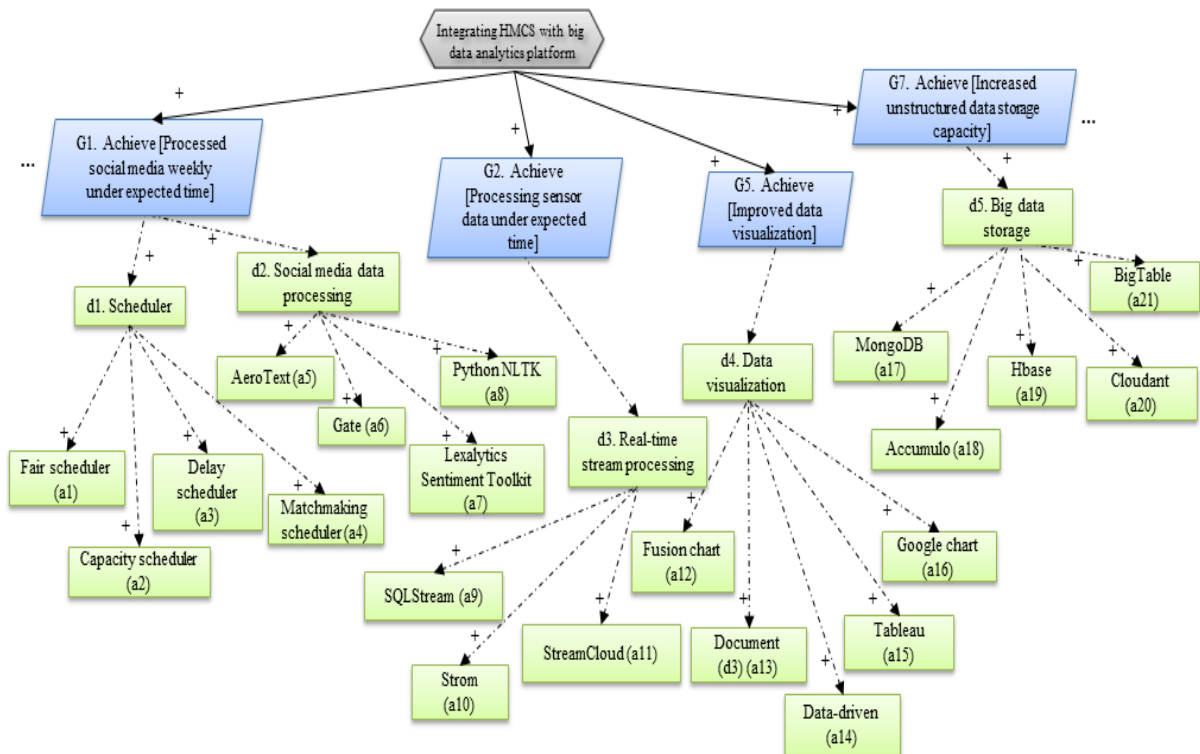 Integrating HMCS with big
data analytics platform
G1. Achieve [Processed
social media weekly
under expected time]
...
G2. Achieve
[Processing sensor
data under expected
time]
G5. Achieve
[Improved data
visualization]
G7. Achieve [Increased
unstructured data storage
capacity]
...
+
+
+
+
+
+
+
d1. Scheduler
d2. Social media data
processing
d5. Big data
storage
+
+
+
+
AeroText (a5)
Gate (a6)
Lexalytics
Sentiment Toolkit
(a7)
Python NLTK
(a8)
+
+
+
+
Fair scheduler
(a1)
Capacity scheduler
(a2)
Delay
scheduler
(a3)
Matchmaking
scheduler (a4)
d3. Real-time
stream processing
+
+
+
SQLStream (a9)
Strom
(a10)
StreamCloud (a11)
d4. Data
visualization
+
+
+
+
+
Fusion chart
(a12)
Document
(d3) (a13)
Data-driven
(a14)
Tableau
(a15)
Google chart
(a16)
+
+
+
+
+
MongoDB
(a17)
Accumulo (a18)
Hbase
(a19)
Cloudant
(a20)
BigTable
(a21)